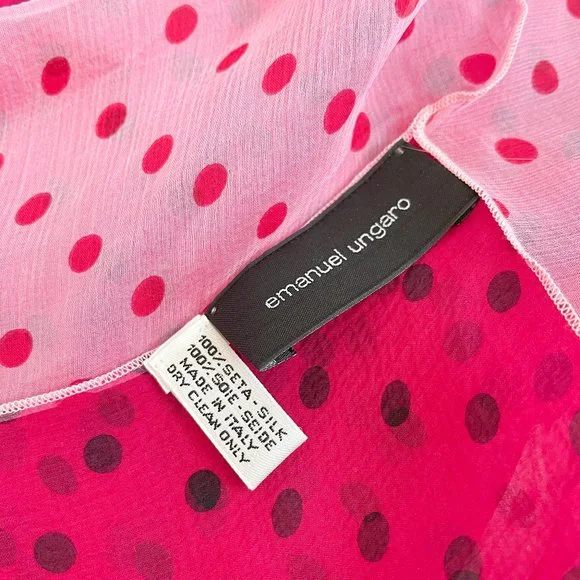 emanuel ungaro
100% SETA - SILK
100% SOIE - SEIDE
MADE IN ITALY
DRY CLEAN ONLY